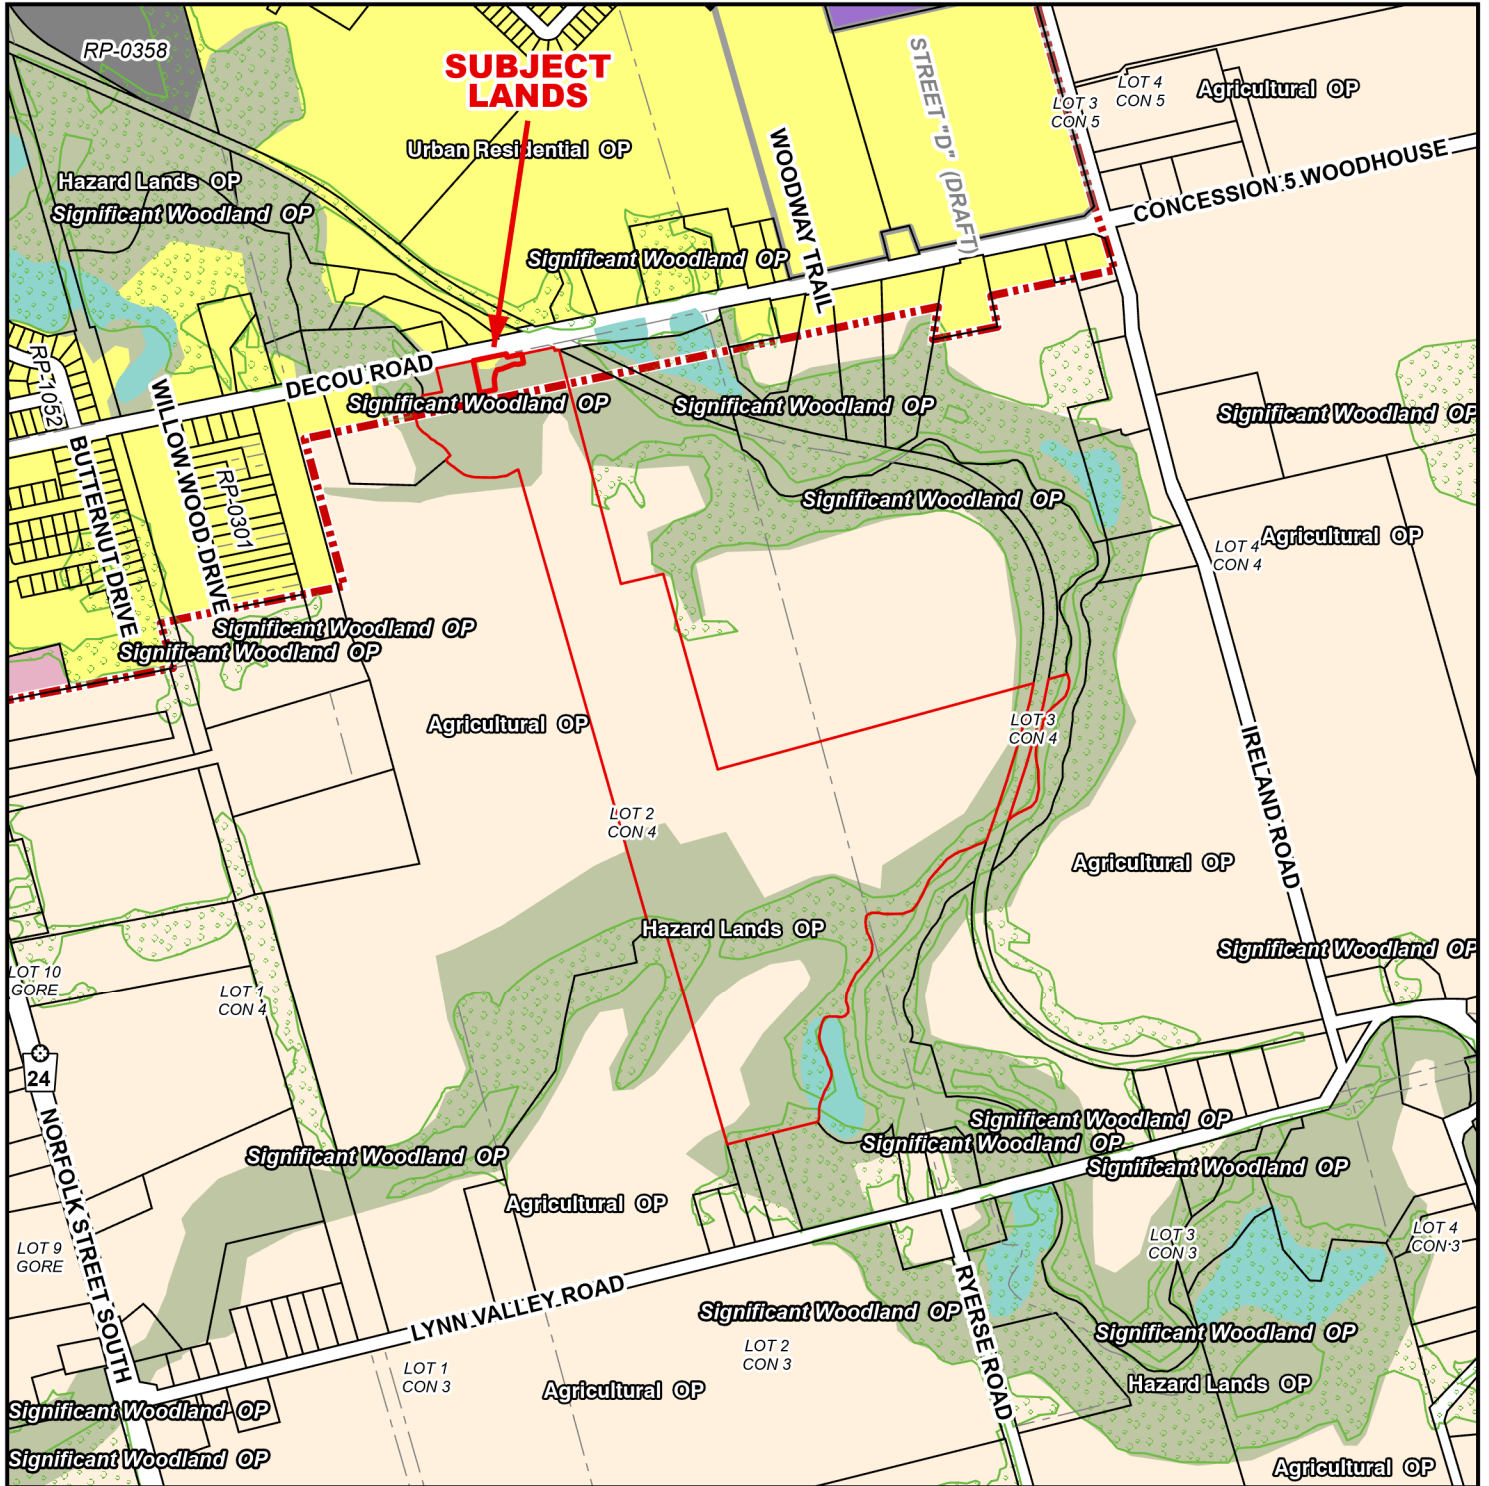 RP-0358
SUBJECT
LANDS
STREET "D" (DRAFT)
LOT 3
CON 5
LOT 4
CON 5
Agricultural OP
Urban Residential OP
WOODWAY TRAIL
CONCESSION 5 WOODHOUSE
Hazard Lands OP
Significant Woodland OP
Significant Woodland OP
DECOU ROAD
RP-1052
WILLOW WOOD DRIVE
BUTTERNUT DRIVE
RP-0301
Significant Woodland OP
Significant Woodland OP
Significant Woodland OP
Significant Woodland OP
LOT 4
CON 4
Agricultural OP
Significant Woodland OP
Significant Woodland OP
Agricultural OP
LOT 3
CON 4
IRELAND ROAD
LOT 2
CON 4
Agricultural OP
Hazard Lands OP
Significant Woodland OP
LOT 10
GORE
LOT 1
CON 4
24
NORFOLK STREET SOUTH
Significant Woodland OP
Significant Woodland OP
Significant Woodland OP
Significant Woodland OP
Agricultural OP
LOT 9
GORE
LOT 3
CON 3
LOT 4
CON 3
LYNN VALLEY ROAD
RYERSE ROAD
Significant Woodland OP
Significant Woodland OP
LOT 2
CON 3
LOT 1
CON 3
Agricultural OP
Hazard Lands OP
Significant Woodland OP
Significant Woodland OP
Agricultural OP